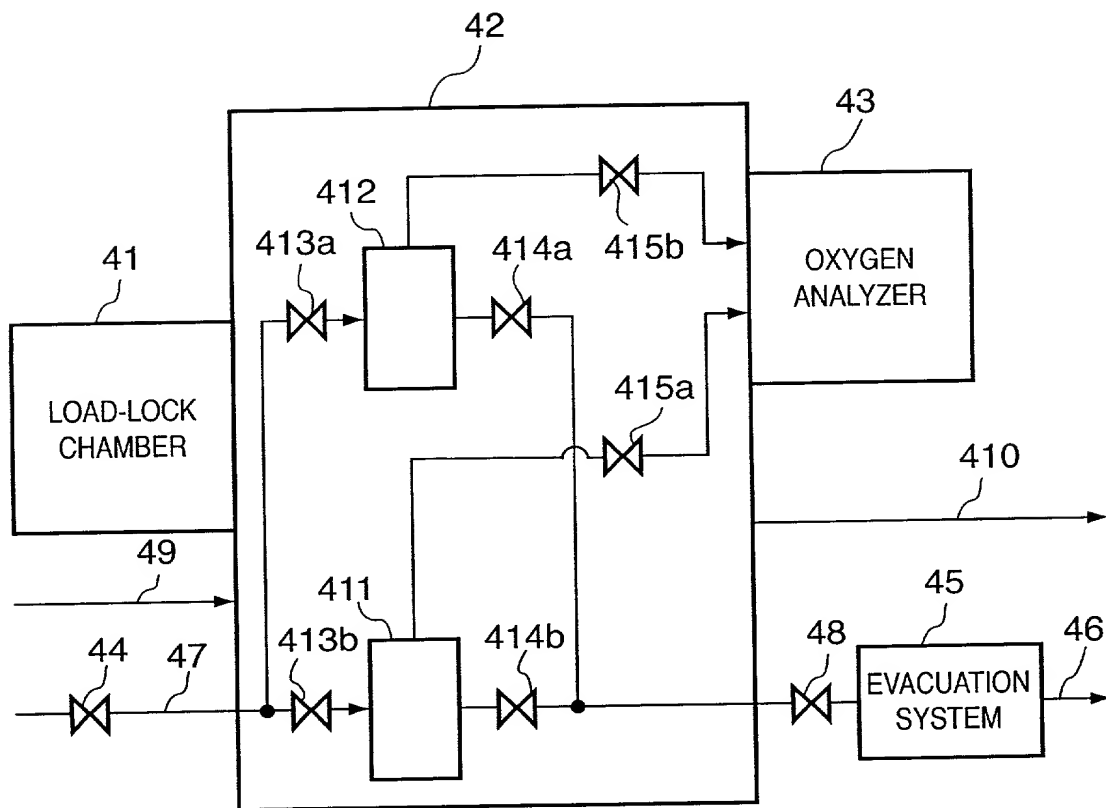 42
43
412
413a
414a
415b
OXYGEN
ANALYZER
41
LOAD-LOCK
CHAMBER
415a
410
49
411
45
44
47
413b
414b
48
46
EVACUATION
SYSTEM